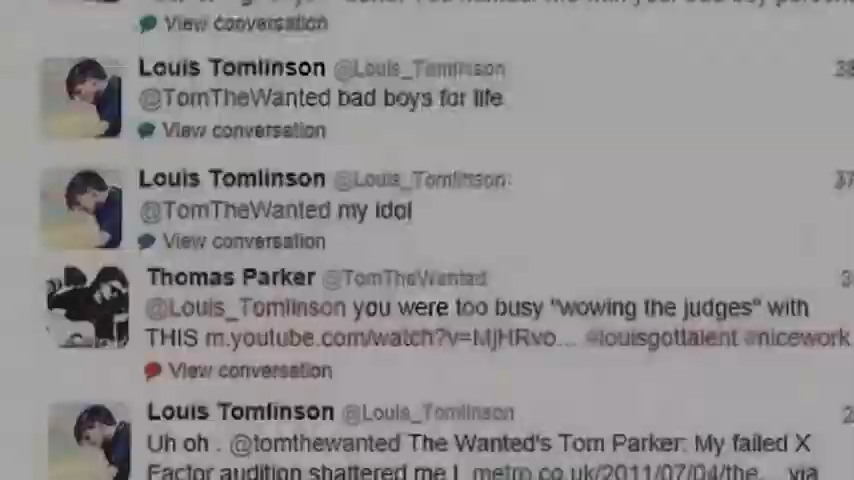 View conversation
Louis Tomlinson @Louis_Tomlinson
@TomTheWanted bad boys for life
View conversation
Louis Tomlinson @Louis_Tomlinson
37
@TomTheWanted my idol
View conversation
Thomas Parker @TomTheWanted
@Louis_Tomlinson you were too busy "wowing the judges" with
THIS m.youtube.com/watch?v=MjHRvo... #louisgottalent #nicework
View conversation
Louis Tomlinson @Louis_Tomlinson
Uh oh . @tomthewanted The Wanted's Tom Parker: My failed X
Factor audition shattered me | metro.co.uk/2011/07/04/the... via